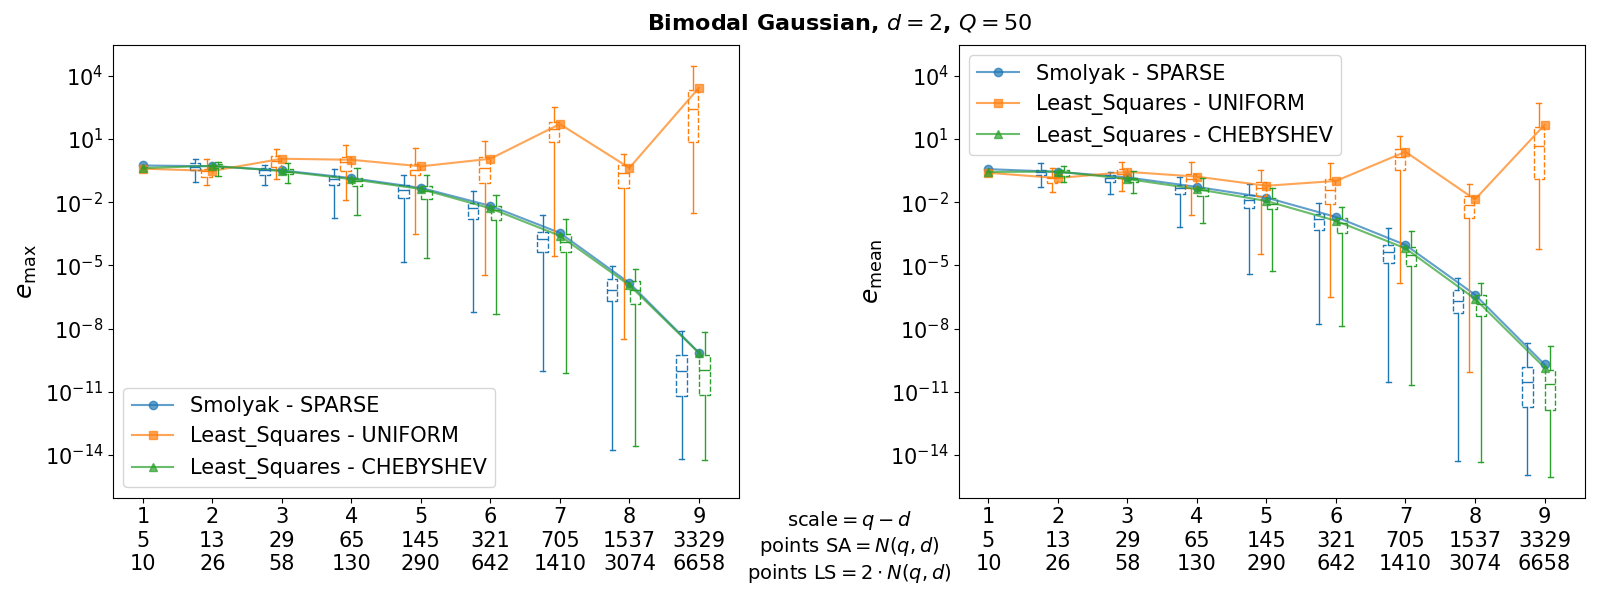 Bimodal Gaussian, d = 2, Q = 50
e_max
10^4
10^1
10^-2
10^-5
10^-8
10^-11
10^-14
Smolyak - SPARSE
Least_Squares - UNIFORM
Least_Squares - CHEBYSHEV
1 2 3 4 5 6 7 8 9
5 13 29 65 145 321 705 1537 3329
10 26 58 130 290 642 1410 3074 6658
scale = q − d
points SA = N(q, d)
points LS = 2 · N(q, d)
e_mean
10^4
10^1
10^-2
10^-5
10^-8
10^-11
10^-14
Smolyak - SPARSE
Least_Squares - UNIFORM
Least_Squares - CHEBYSHEV
1 2 3 4 5 6 7 8 9
5 13 29 65 145 321 705 1537 3329
10 26 58 130 290 642 1410 3074 6658